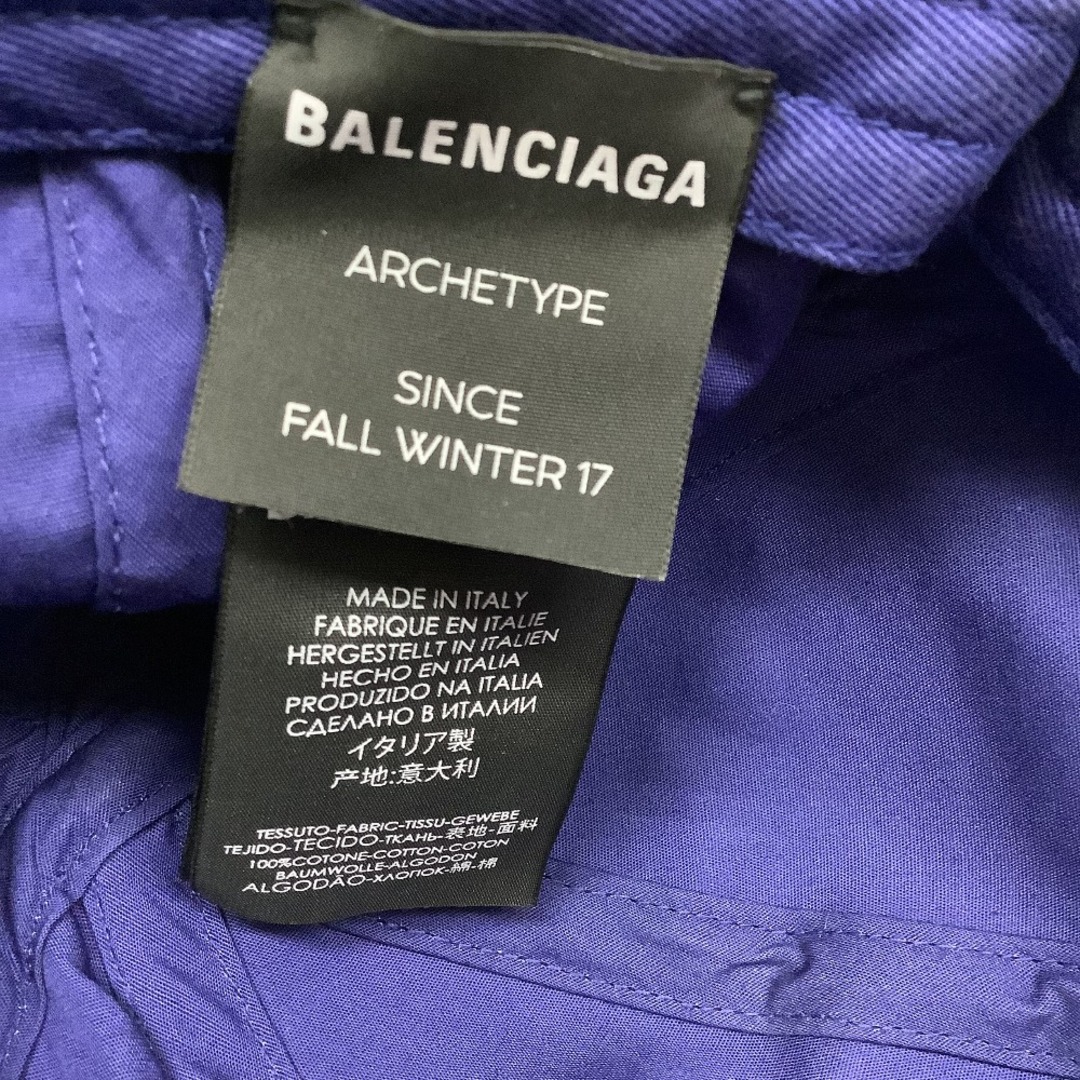 BALENCIAGA
ARCHETYPE
SINCE
FALL WINTER 17
MADE IN ITALY
FABRIQUE EN ITALIE
HERGESTELLT IN ITALIEN
HECHO EN ITALIA
PRODUZIDO NA ITALIA
СДЕЛАНО В ИТАЛИИ
イタリア製
产地:意大利
TESSUTO-FABRIC-TISSU-GEWEBE
TEJIDO-TECIDO-ТКАНЬ-表地-面料
100%COTONE-COTTON-COTON
BAUMWOLLE-ALGODON
ALGODÃO-ХЛОПОК-綿-棉